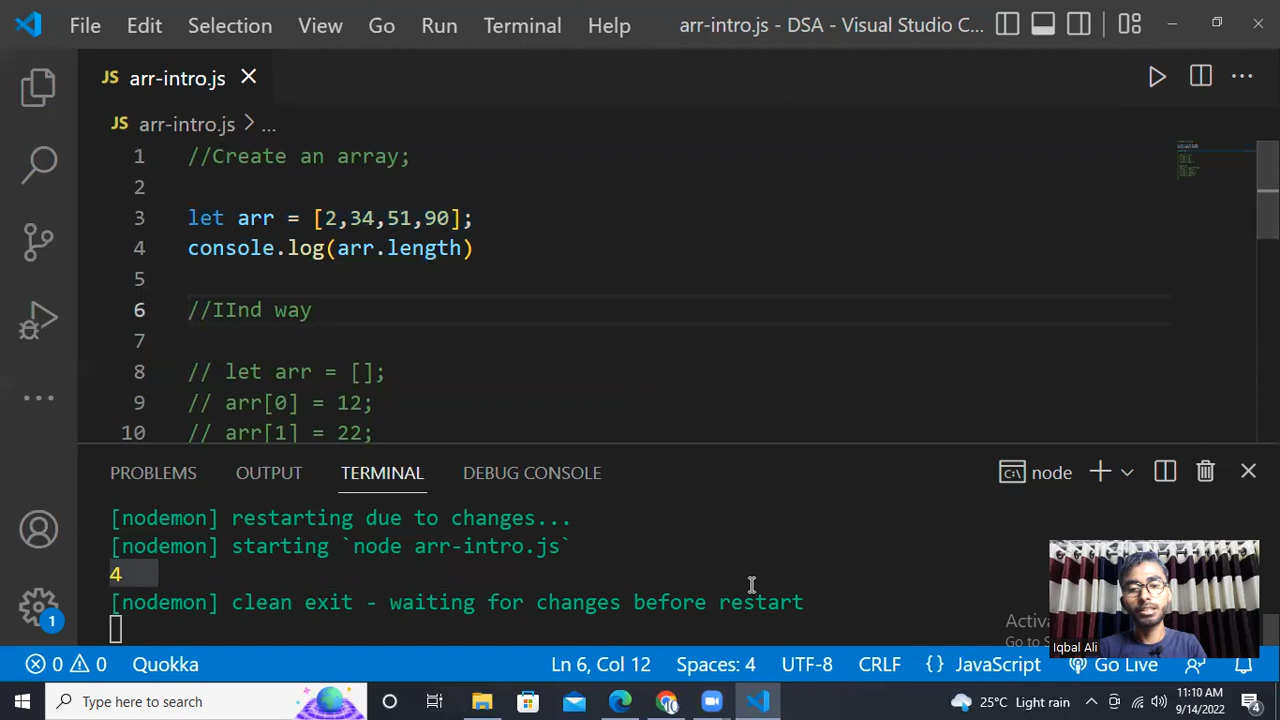 File Edit Selection View Go Run Terminal Help arr-intro.js - DSA - Visual Studio C...
JS arr-intro.js
JS arr-intro.js > ...
1 //Create an array;
2
3 let arr = [2,34,51,90];
4 console.log(arr.length)
5
6 //IInd way
7
8 // let arr = [];
9 // arr[0] = 12;
10 // arr[1] = 22;
PROBLEMS OUTPUT TERMINAL DEBUG CONSOLE node
[nodemon] restarting due to changes...
[nodemon] starting `node arr-intro.js`
4
[nodemon] clean exit - waiting for changes before restart
Activa
Go to S
Iqbal Ali
1
0 0 Quokka Ln 6, Col 12 Spaces: 4 UTF-8 CRLF {} JavaScript Go Live
Type here to search 25°C Light rain 11:10 AM
9/14/2022 4